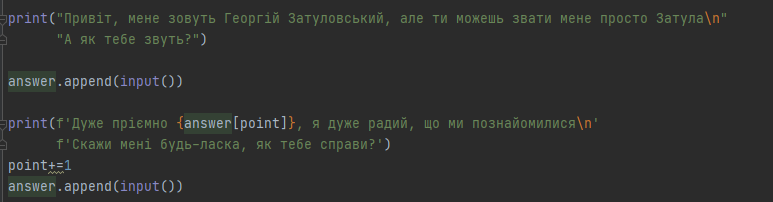 print("Привіт, мене зовуть Георгій Затуловський, але ти можешь звати мене просто Затула\n"
"А як тебе звуть?")
answer.append(input())
print(f'Дуже пріємно {answer[point]}, я дуже радий, що ми познайомилися\n'
f'Скажи мені будь-ласка, як тебе справи?')
point+=1
answer.append(input())